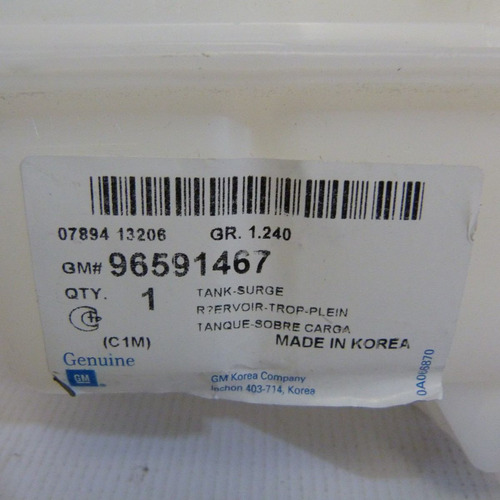 07894 13206 GR. 1.240
GM# 96591467
QTY. 1 TANK-SURGE
R?ERVOIR-TROP-PLEIN
TANQUE-SOBRE CARGA
(C1M) MADE IN KOREA
Genuine
GM
GM Korea Company
Inchon 403-714, Korea